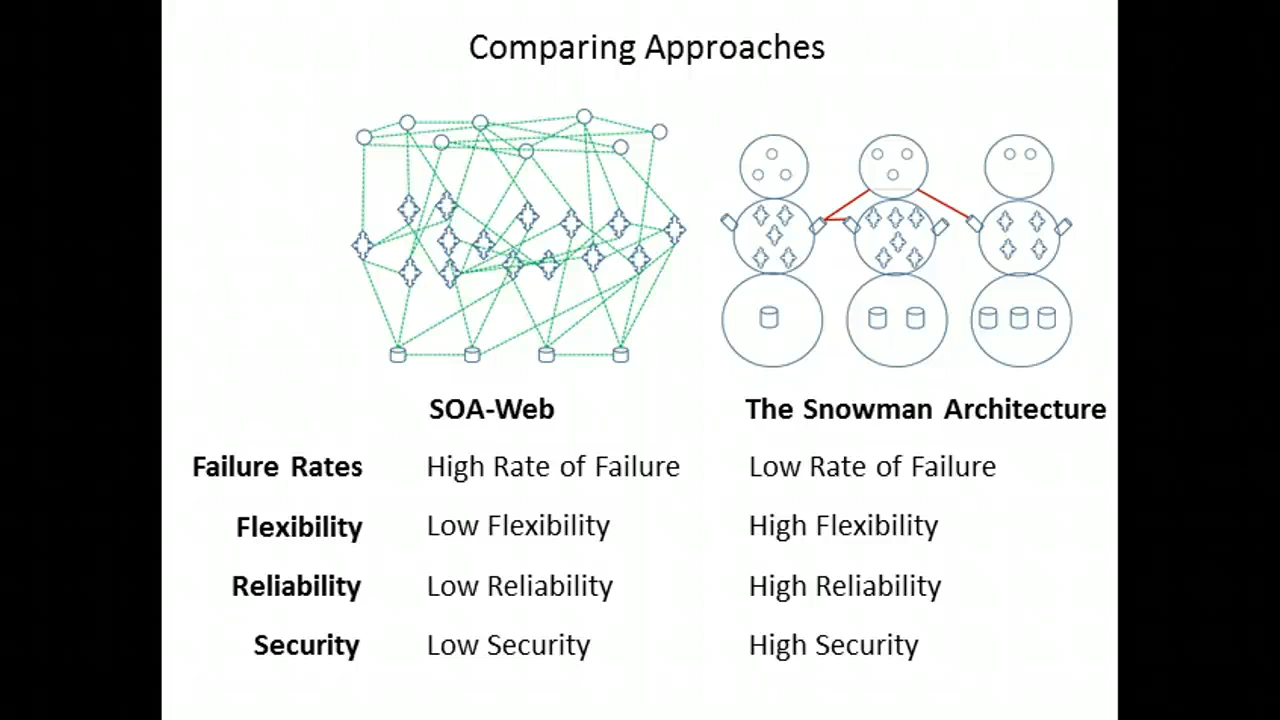 Comparing Approaches
SOA-Web The Snowman Architecture
Failure Rates High Rate of Failure Low Rate of Failure
Flexibility Low Flexibility High Flexibility
Reliability Low Reliability High Reliability
Security Low Security High Security